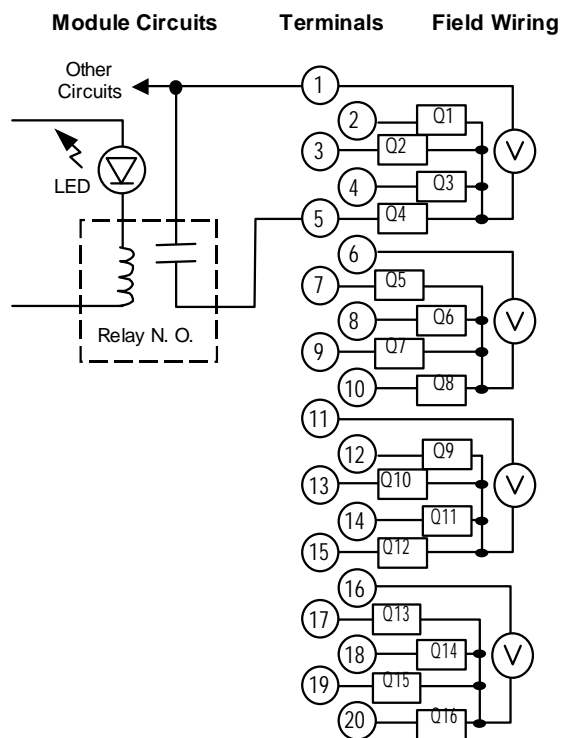 Module Circuits Terminals Field Wiring
Other
Circuits
LED
Relay N. O.
1
2 Q1
3 Q2
V
4 Q3
5 Q4
6
7 Q5
8 Q6
V
9 Q7
10 Q8
11
12 Q9
13 Q10
V
14 Q11
15 Q12
16
17 Q13
18 Q14
V
19 Q15
20 Q16